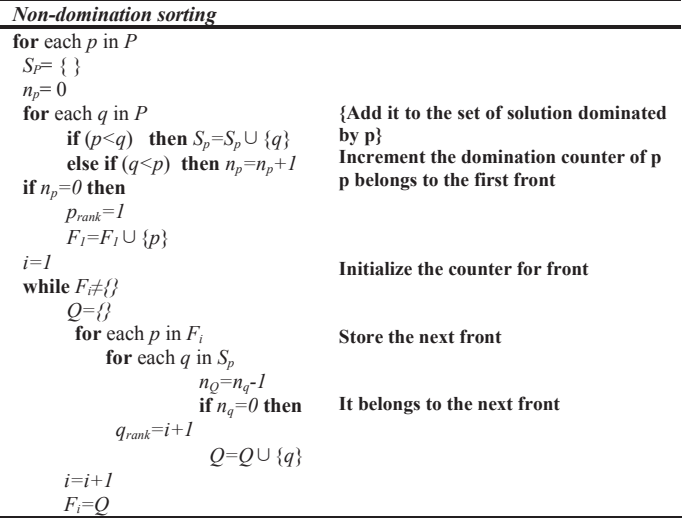 Non-domination sorting
for each p in P
S_P= { }
n_p= 0
for each q in P {Add it to the set of solution dominated
if (p<q) then S_p=S_p∪ {q} by p}
else if (q<p) then n_p=n_p+1 Increment the domination counter of p
if n_p=0 then p belongs to the first front
p_rank=1
F_1=F_1∪ {p}
i=1 Initialize the counter for front
while F_i≠{}
Q={}
for each p in F_i Store the next front
for each q in S_p
n_Q=n_q-1
if n_q=0 then It belongs to the next front
q_rank=i+1
Q=Q∪ {q}
i=i+1
F_i=Q